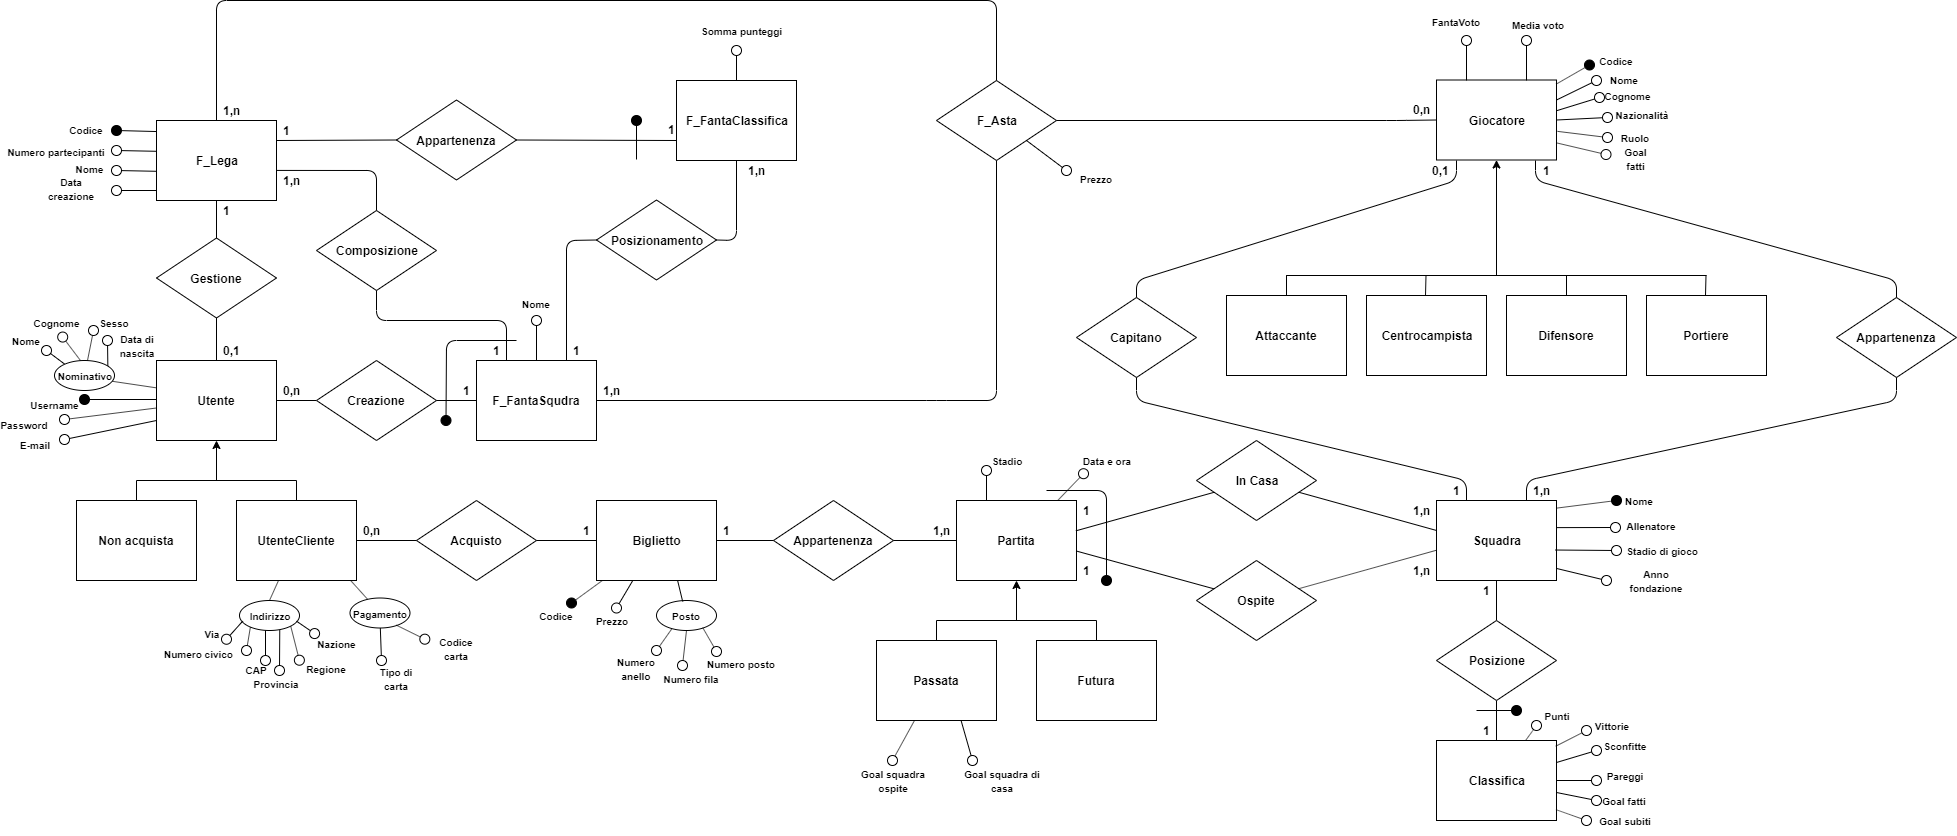 FantaVoto
Media voto
Somma punteggi
Codice
Nome
Cognome
Nazionalità
Ruolo
Goal
fatti
1,n
F_FantaClassifica
F_Asta
0,n
Giocatore
Codice
Numero partecipanti
Nome
Data
creazione
F_Lega
1
Appartenenza
1
1,n
1,n
Prezzo
0,1
1
1
Gestione
Composizione
Posizionamento
Attaccante
Centrocampista
Difensore
Portiere
Capitano
Appartenenza
Nome
Cognome
Sesso
Nome
Data di
nascita
Nominativo
0,1
1
1
Username
Password
E-mail
Utente
0,n
Creazione
1
F_FantaSqudra
1,n
Stadio
Data e ora
In Casa
1
1,n
Non acquista
UtenteCliente
0,n
Acquisto
1
Biglietto
1
Appartenenza
1,n
Partita
1
1
1,n
1,n
Squadra
Nome
Allenatore
Stadio di gioco
Anno
fondazione
Ospite
1
Indirizzo
Via
Numero civico
CAP
Provincia
Regione
Nazione
Pagamento
Tipo di
carta
Codice
carta
Codice
Prezzo
Posto
Numero
anello
Numero fila
Numero posto
Passata
Futura
Posizione
Goal squadra
ospite
Goal squadra di
casa
1
Classifica
Punti
Vittorie
Sconfitte
Pareggi
Goal fatti
Goal subiti